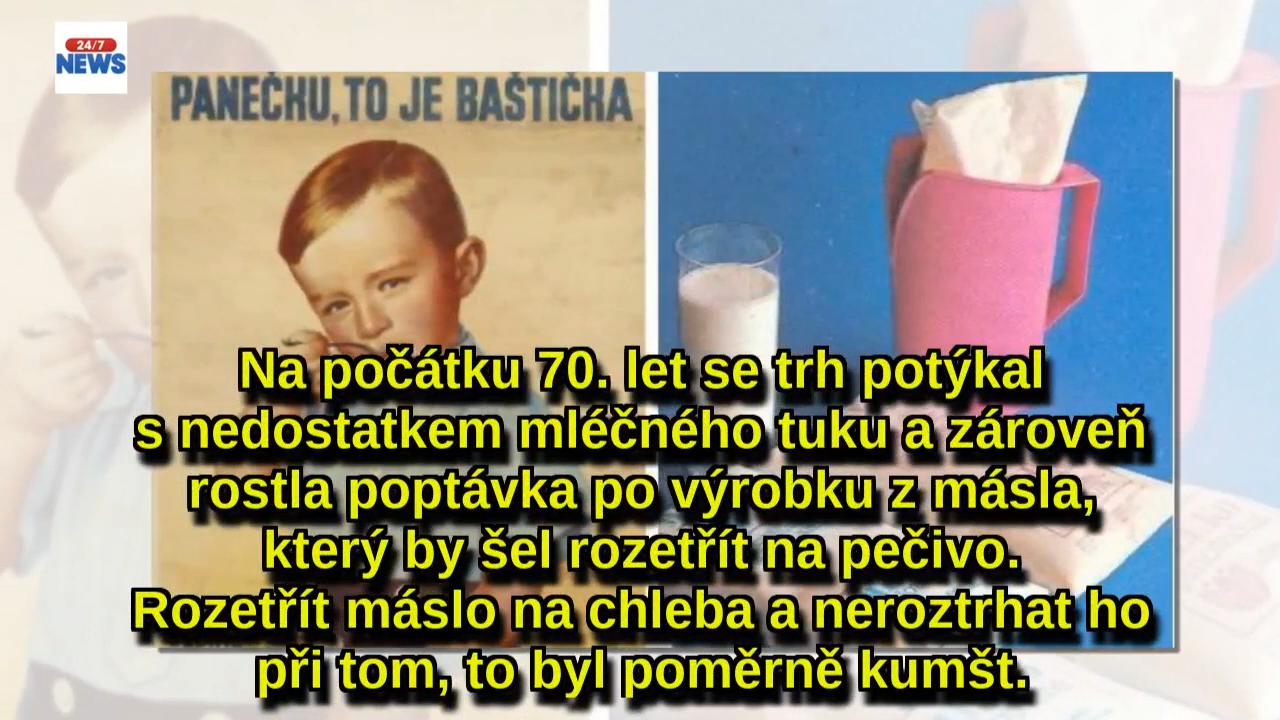 24/7
NEWS
PANEČKU, TO JE BAŠTIČKA
Na počátku 70. let se trh potýkal
s nedostatkem mléčného tuku a zároveň
rostla poptávka po výrobku z másla,
který by šel rozetřít na pečivo.
Rozetřít máslo na chleba a neroztrhat ho
při tom, to byl poměrně kumšt.